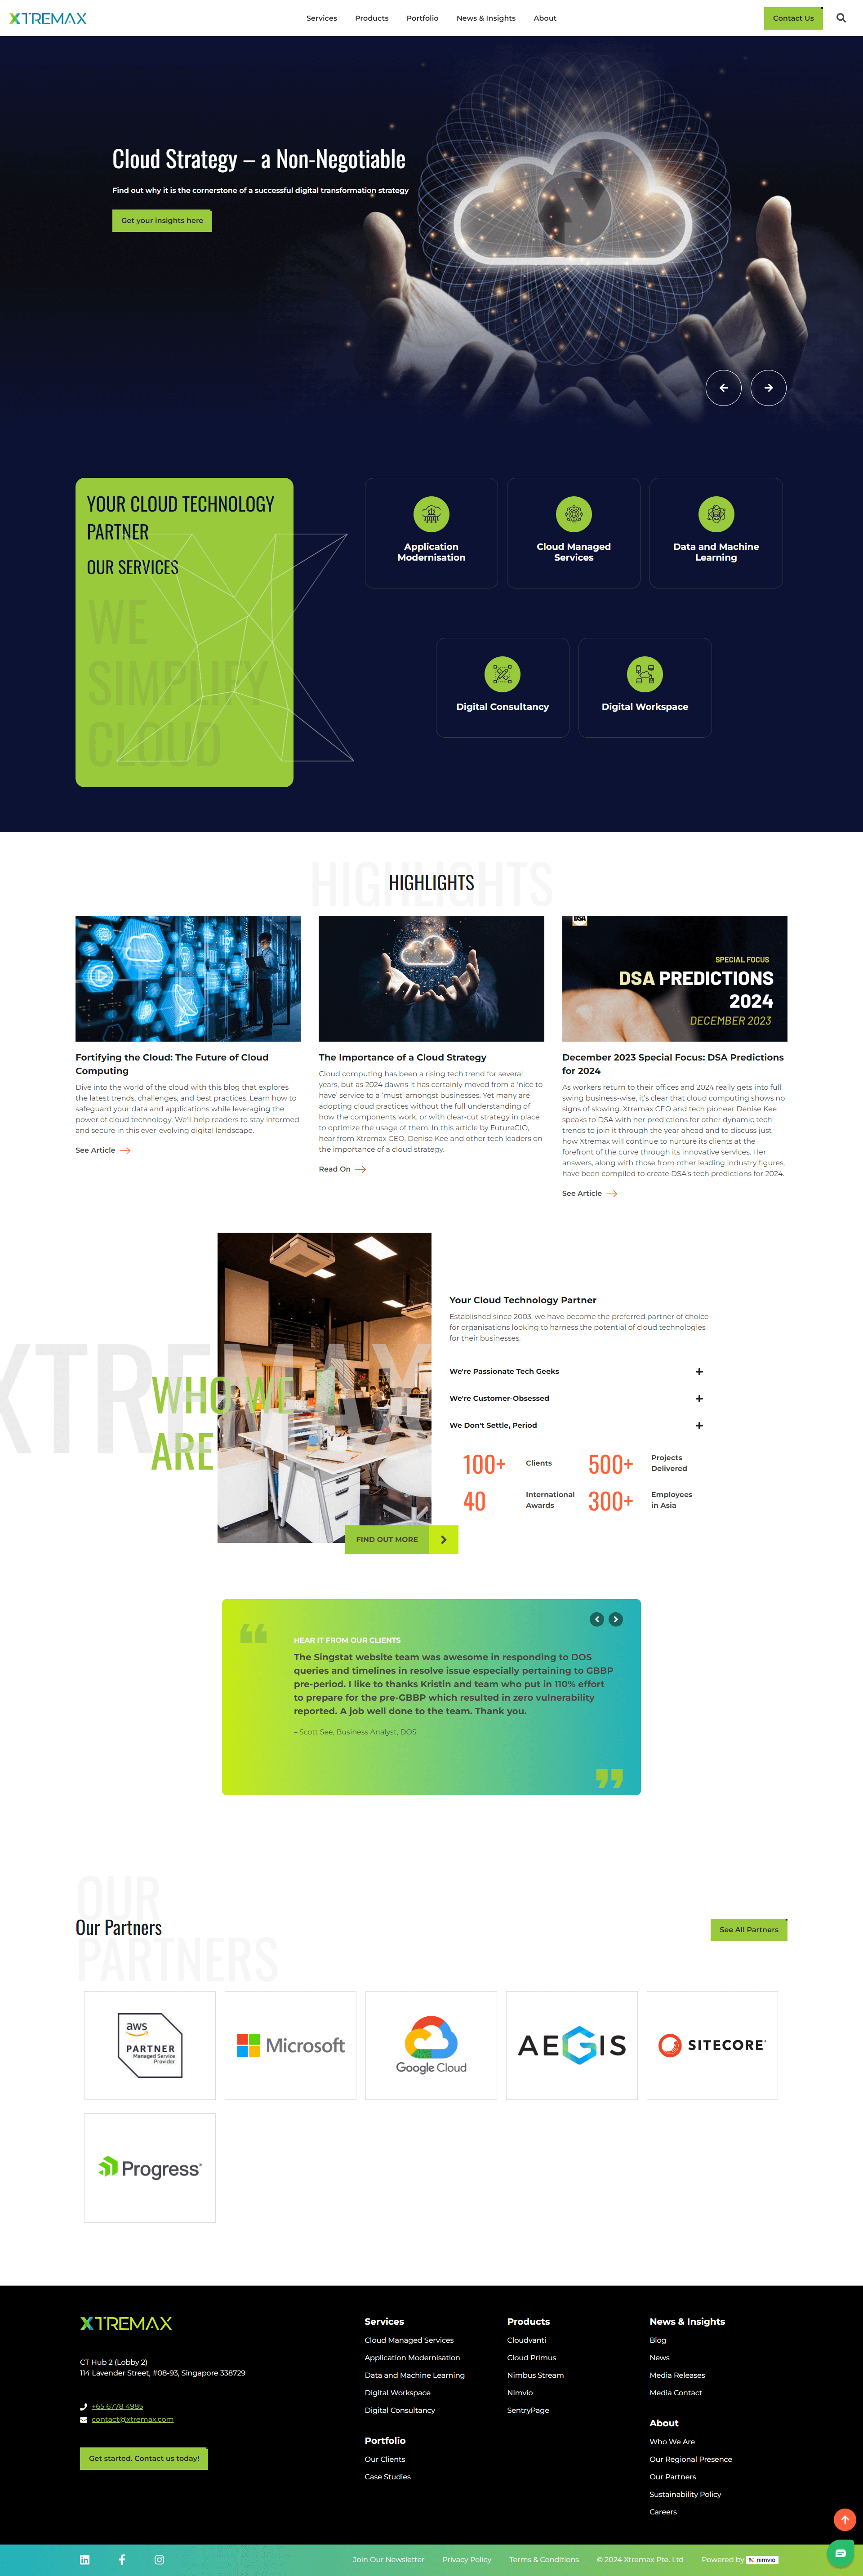 XTREMAX
Services
Products
Portfolio
News & Insights
About
Contact Us
Cloud Strategy – a Non-Negotiable
Find out why it is the cornerstone of a successful digital transformation strategy
Get your insights here
YOUR CLOUD TECHNOLOGY
PARTNER
OUR SERVICES
WE
SIMPLIFY
CLOUD
Application
Modernisation
Cloud Managed
Services
Data and Machine
Learning
Digital Consultancy
Digital Workspace
HIGHLIGHTS
HIGHLIGHTS
Fortifying the Cloud: The Future of Cloud
Computing
Dive into the world of the cloud with this blog that explores
the latest trends, challenges, and best practices. Learn how to
safeguard your data and applications while leveraging the
power of cloud technology. We'll help readers to stay informed
and secure in this ever-evolving digital landscape.
See Article
The Importance of a Cloud Strategy
Cloud computing has been a rising tech trend for several
years, but as 2024 dawns it has certainly moved from a 'nice to
have' service to a 'must' amongst businesses. Yet many are
adopting cloud practices without the full understanding of
how the components work, or with clear-cut strategy in place
to optimize the usage of them. In this article by FutureCIO,
hear from Xtremax CEO, Denise Kee and other tech leaders on
the importance of a cloud strategy.
Read On
DSA
SPECIAL FOCUS
DSA PREDICTIONS
2024
DECEMBER 2023
December 2023 Special Focus: DSA Predictions
for 2024
As workers return to their offices and 2024 really gets into full
swing business-wise, it's clear that cloud computing shows no
signs of slowing. Xtremax CEO and tech pioneer Denise Kee
speaks to DSA with her predictions for other dynamic tech
trends to join it through the year ahead and to discuss just
how Xtremax will continue to nurture its clients at the
forefront of the curve through its innovative services. Her
answers, along with those from other leading industry figures,
have been compiled to create DSA's tech predictions for 2024.
See Article
XTREMAX
WHO WE
ARE
FIND OUT MORE
Your Cloud Technology Partner
Established since 2003, we have become the preferred partner of choice
for organisations looking to harness the potential of cloud technologies
for their businesses.
We're Passionate Tech Geeks
We're Customer-Obsessed
We Don't Settle, Period
100+
Clients
500+
Projects
Delivered
40
International
Awards
300+
Employees
in Asia
HEAR IT FROM OUR CLIENTS
The Singstat website team was awesome in responding to DOS
queries and timelines in resolve issue especially pertaining to GBBP
pre-period. I like to thanks Kristin and team who put in 110% effort
to prepare for the pre-GBBP which resulted in zero vulnerability
reported. A job well done to the team. Thank you.
– Scott See, Business Analyst, DOS
OUR
PARTNERS
Our Partners
See All Partners
aws
PARTNER
Managed Service
Provider
Microsoft
Google Cloud
AEGIS
SITECORE
Progress
XTREMAX
CT Hub 2 (Lobby 2)
114 Lavender Street, #08-93, Singapore 338729
+65 6778 4985
contact@xtremax.com
Get started. Contact us today!
Services
Cloud Managed Services
Application Modernisation
Data and Machine Learning
Digital Workspace
Digital Consultancy
Portfolio
Our Clients
Case Studies
Products
Cloudvanti
Cloud Primus
Nimbus Stream
Nimvio
SentryPage
News & Insights
Blog
News
Media Releases
Media Contact
About
Who We Are
Our Regional Presence
Our Partners
Sustainability Policy
Careers
Join Our Newsletter
Privacy Policy
Terms & Conditions
© 2024 Xtremax Pte. Ltd
Powered by nimvio